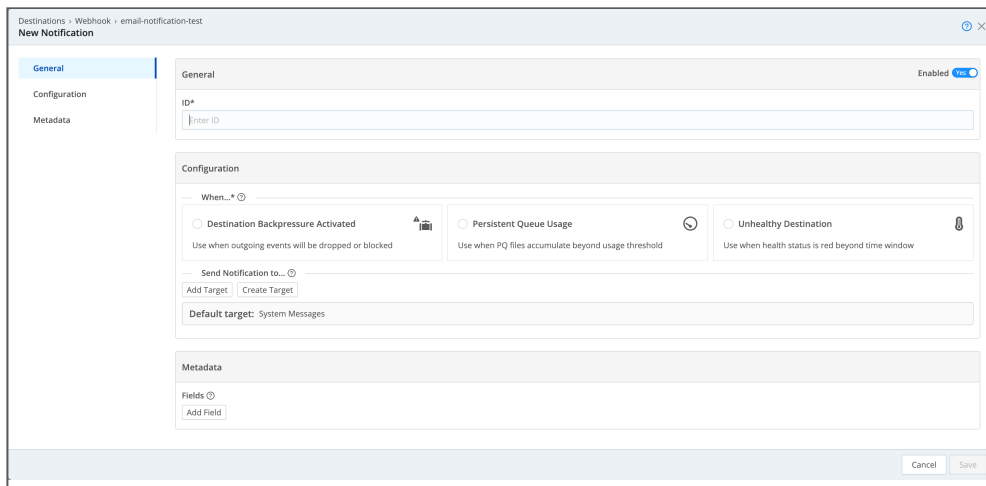 Destinations › Webhook › email-notification-test
New Notification
General
Configuration
Metadata
General
Enabled Yes
ID*
Enter ID
Configuration
When...*
Destination Backpressure Activated
Use when outgoing events will be dropped or blocked
Persistent Queue Usage
Use when PQ files accumulate beyond usage threshold
Unhealthy Destination
Use when health status is red beyond time window
Send Notification to...
Add Target Create Target
Default target: System Messages
Metadata
Fields
Add Field
Cancel Save